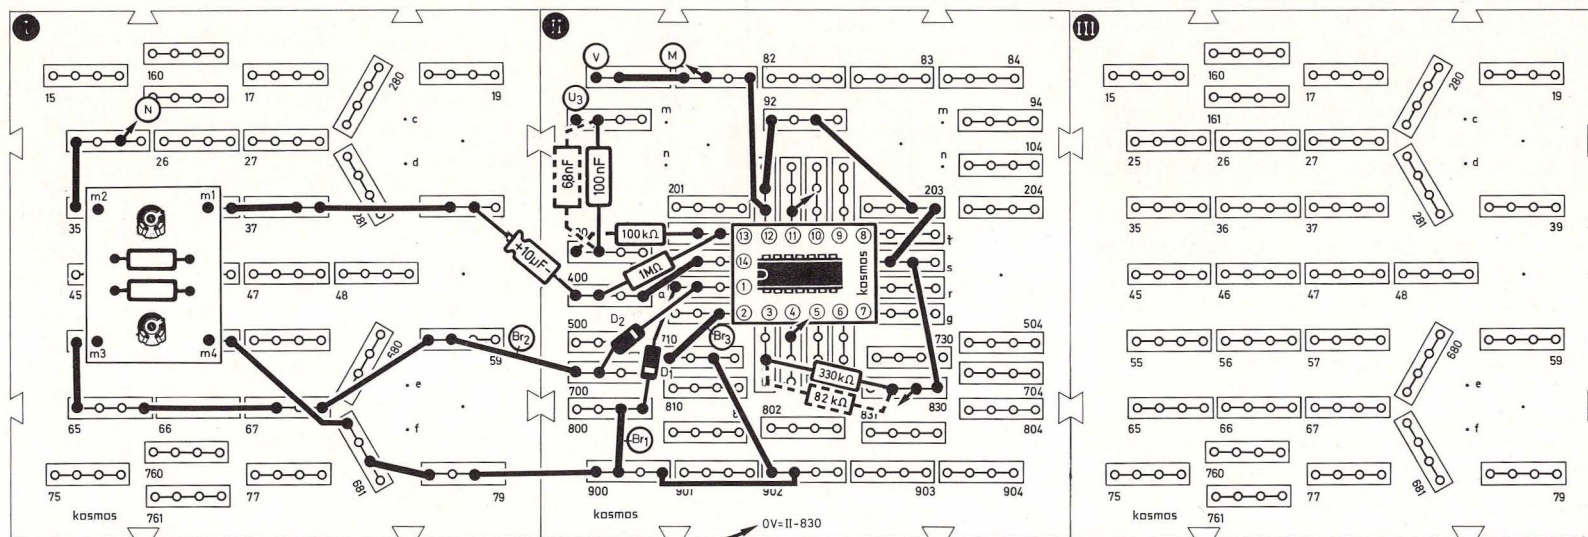 I II III
V M 82 83 84
15 160 161 17 280 19
N
U3 92 m 94
c
26 27 d
68nF 100nF n 104
25 26 27
m2 m1
35 37 281
201 203 204
35 36 37 281 39
100kΩ
13 12 11 10 9 8 t
+10µF-
1MΩ
14 s
400 a
1 kosmos r
45 47 48
45 46 47 48
2 3 4 5 6 7 g
D2
500 710 Br3 730 504
m3 m4 680 59 Br2
55 56 57 680 59
D1
330kΩ
82kΩ
e
700 810 831 830 704
65 66 67
800 802 804
65 66 67
f
Br1
760 681
75 761 77 79
900 901 902 903 904
75 760 761 77 681 79
kosmos kosmos kosmos
0V=II-830